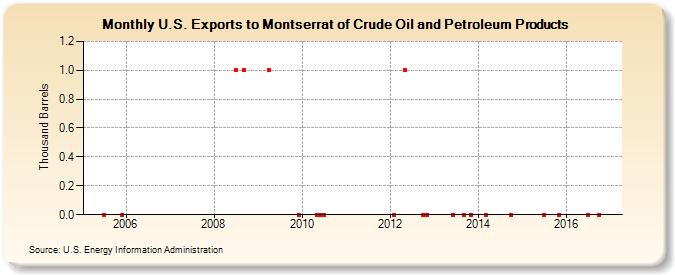 Monthly U.S. Exports to Montserrat of Crude Oil and Petroleum Products
Thousand Barrels
1.2
1.0
0.8
0.6
0.4
0.2
0.0
2006 2008 2010 2012 2014 2016
Source: U.S. Energy Information Administration